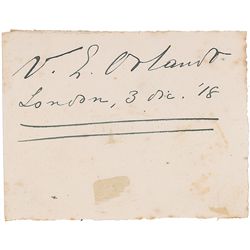 V. E. Orlando
London, 3 dic. '18